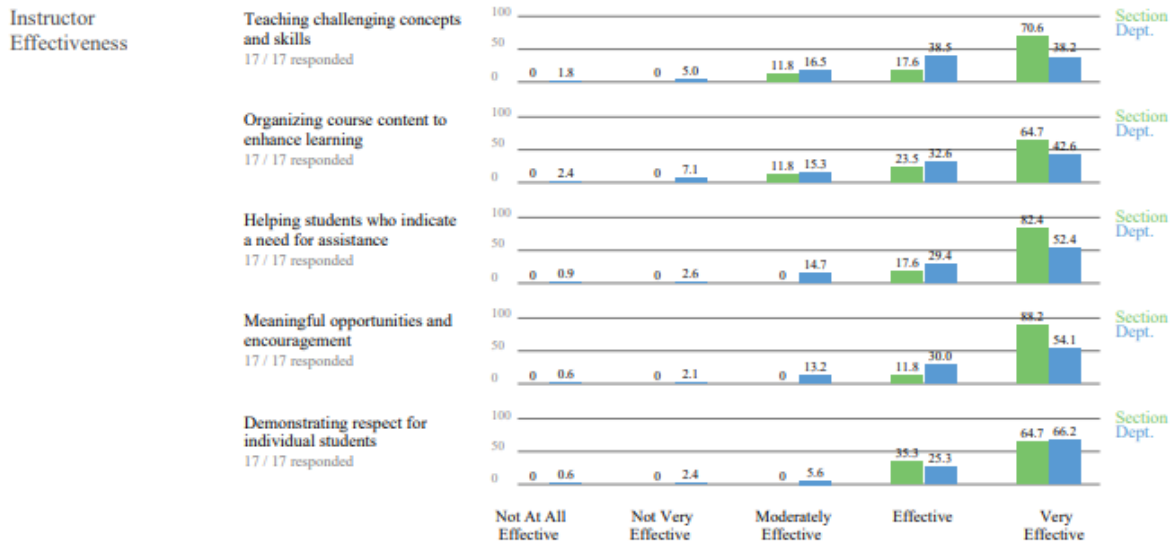 Instructor
Effectiveness
Teaching challenging concepts
and skills
17 / 17 responded
100
50
0
0 1.8 0 5.0 11.8 16.5 17.6 38.5 70.6 38.2
Section
Dept.
Organizing course content to
enhance learning
17 / 17 responded
100
50
0
0 2.4 0 7.1 11.8 15.3 23.5 32.6 64.7 42.6
Section
Dept.
Helping students who indicate
a need for assistance
17 / 17 responded
100
50
0
0 0.9 0 2.6 0 14.7 17.6 29.4 82.4 52.4
Section
Dept.
Meaningful opportunities and
encouragement
17 / 17 responded
100
50
0
0 0.6 0 2.1 0 13.2 11.8 30.0 88.2 54.1
Section
Dept.
Demonstrating respect for
individual students
17 / 17 responded
100
50
0
0 0.6 0 2.4 0 5.6 35.3 25.3 64.7 66.2
Section
Dept.
Not At All
Effective
Not Very
Effective
Moderately
Effective
Effective
Very
Effective